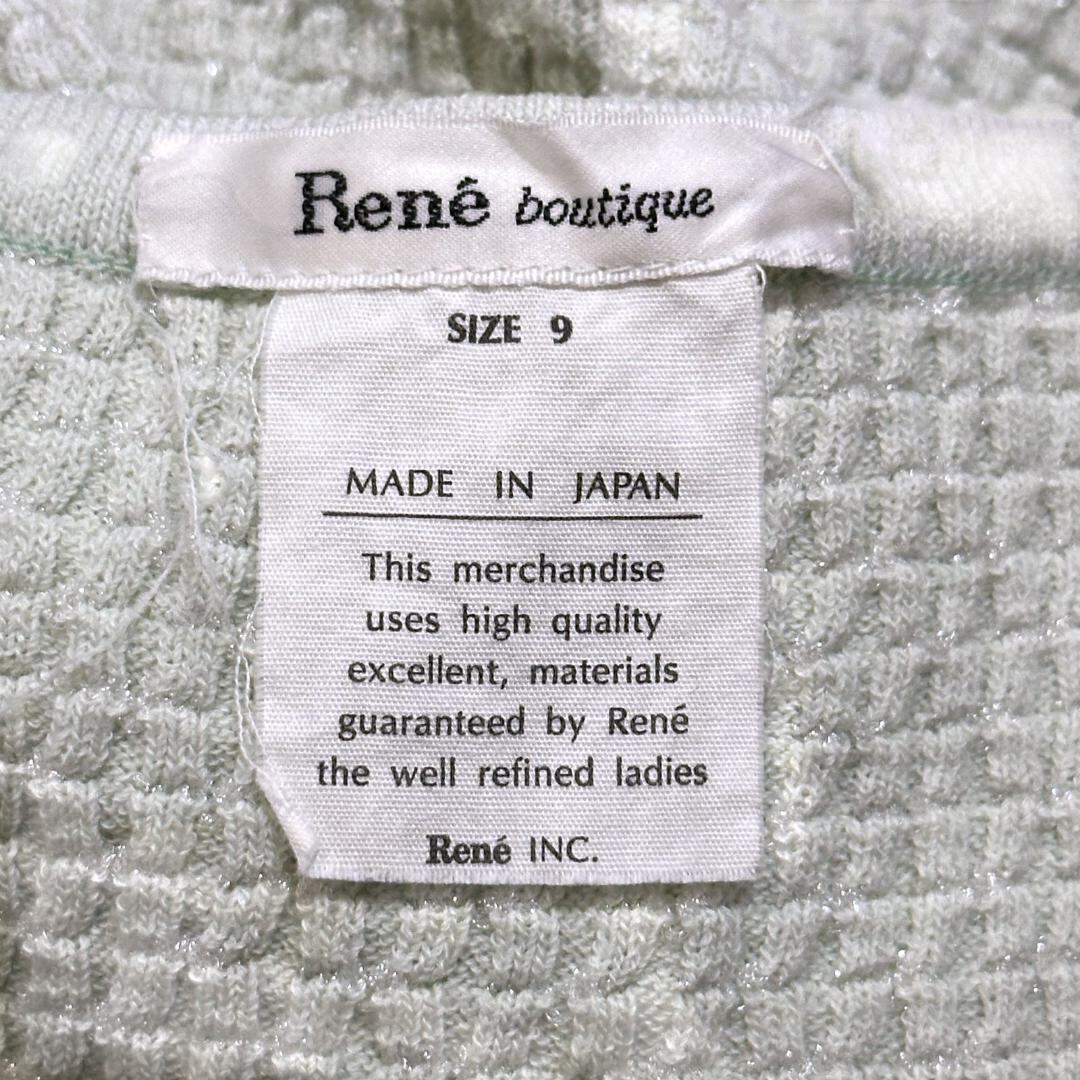 René boutique
SIZE 9
MADE IN JAPAN
This merchandise
uses high quality
excellent, materials
guaranteed by René
the well refined ladies
René INC.